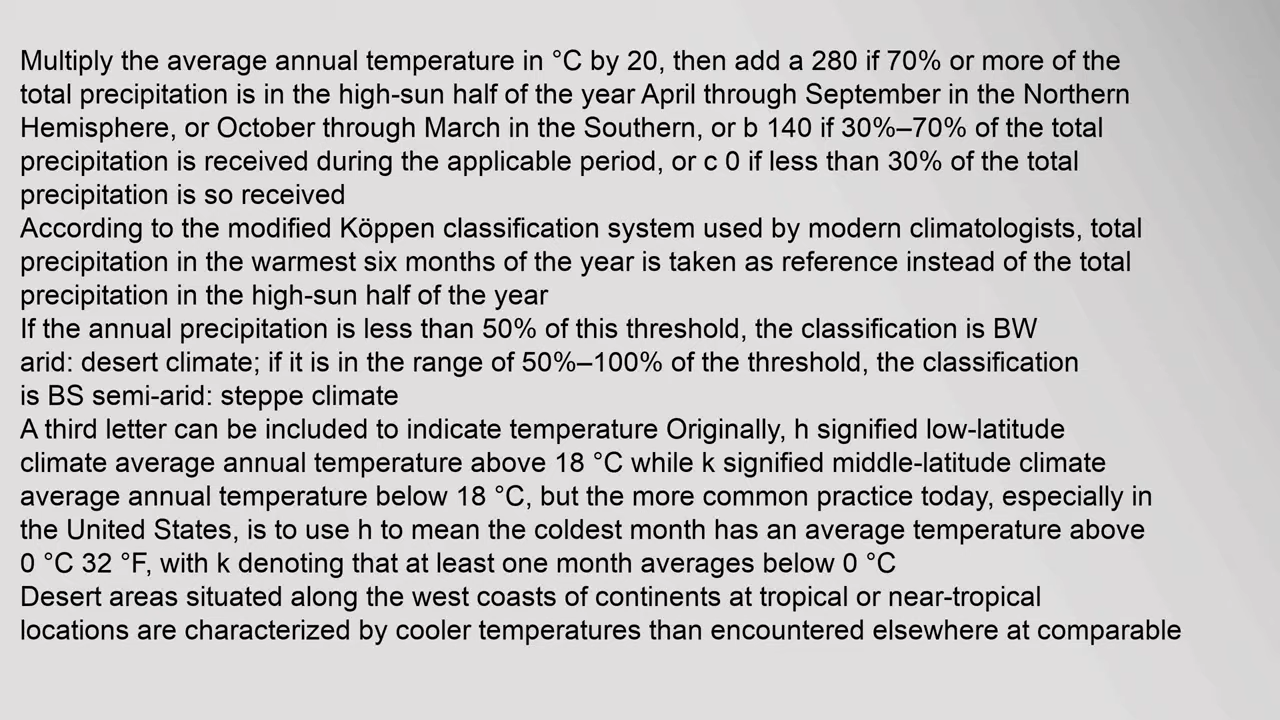 Multiply the average annual temperature in °C by 20, then add a 280 if 70% or more of the
total precipitation is in the high-sun half of the year April through September in the Northern
Hemisphere, or October through March in the Southern, or b 140 if 30%–70% of the total
precipitation is received during the applicable period, or c 0 if less than 30% of the total
precipitation is so received
According to the modified Köppen classification system used by modern climatologists, total
precipitation in the warmest six months of the year is taken as reference instead of the total
precipitation in the high-sun half of the year
If the annual precipitation is less than 50% of this threshold, the classification is BW
arid: desert climate; if it is in the range of 50%–100% of the threshold, the classification
is BS semi-arid: steppe climate
A third letter can be included to indicate temperature Originally, h signified low-latitude
climate average annual temperature above 18 °C while k signified middle-latitude climate
average annual temperature below 18 °C, but the more common practice today, especially in
the United States, is to use h to mean the coldest month has an average temperature above
0 °C 32 °F, with k denoting that at least one month averages below 0 °C
Desert areas situated along the west coasts of continents at tropical or near-tropical
locations are characterized by cooler temperatures than encountered elsewhere at comparable